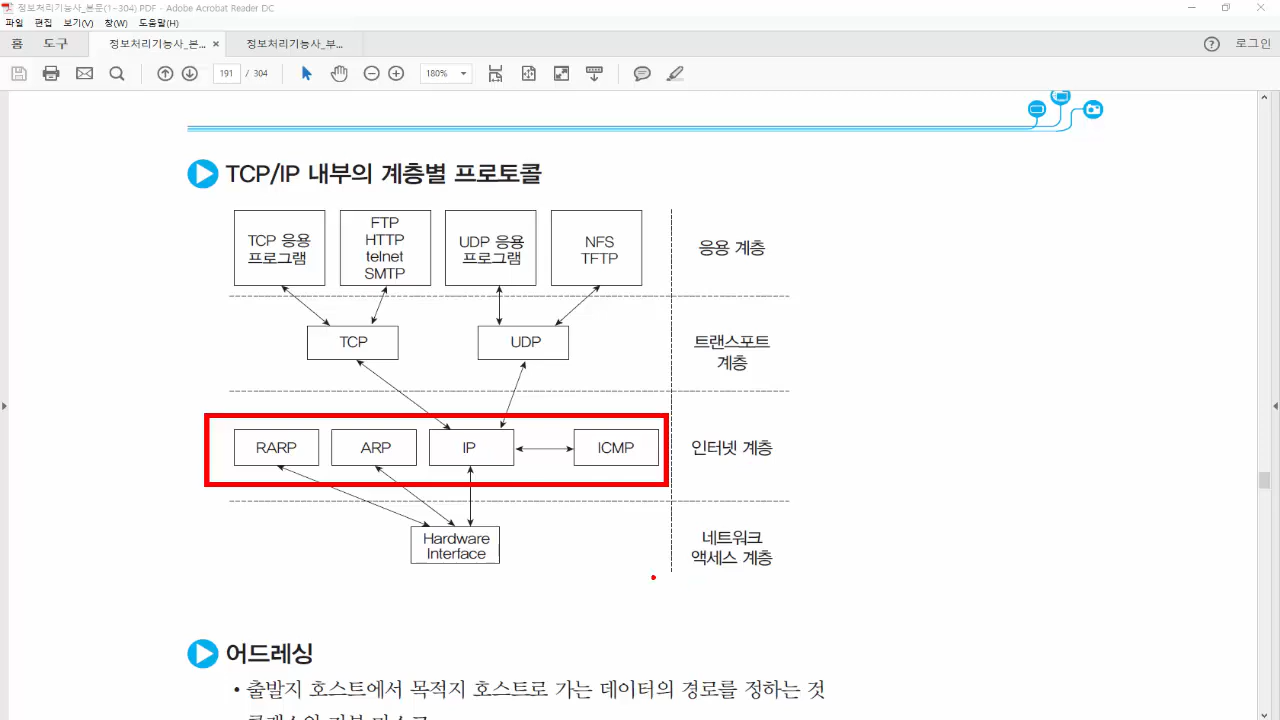 정보처리기능사_본문(1~304).PDF - Adobe Acrobat Reader DC
파일 편집 보기(V) 창(W) 도움말(H)
홈 도구 정보처리기능사_본... × 정보처리기능사_부... ? 로그인
191 / 304 180%
TCP/IP 내부의 계층별 프로토콜
TCP 응용
프로그램
FTP
HTTP
telnet
SMTP
UDP 응용
프로그램
NFS
TFTP
응용 계층
TCP
UDP
트랜스포트
계층
RARP
ARP
IP
ICMP
인터넷 계층
Hardware
Interface
네트워크
액세스 계층
어드레싱
• 출발지 호스트에서 목적지 호스트로 가는 데이터의 경로를 정하는 것